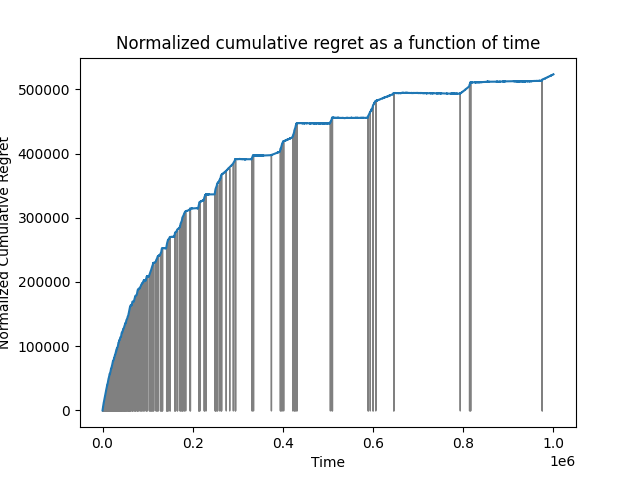 Normalized cumulative regret as a function of time
Normalized Cumulative Regret
500000
400000
300000
200000
100000
0
0.0 0.2 0.4 0.6 0.8 1.0
1e6
Time